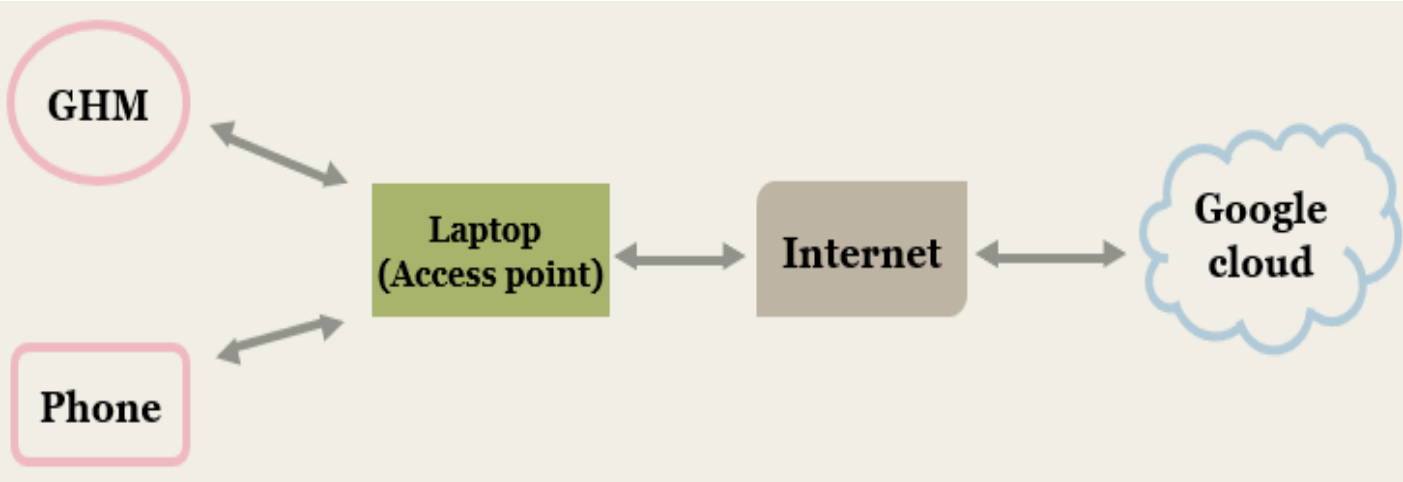 GHM
Phone
Laptop
(Access point)
Internet
Google
cloud